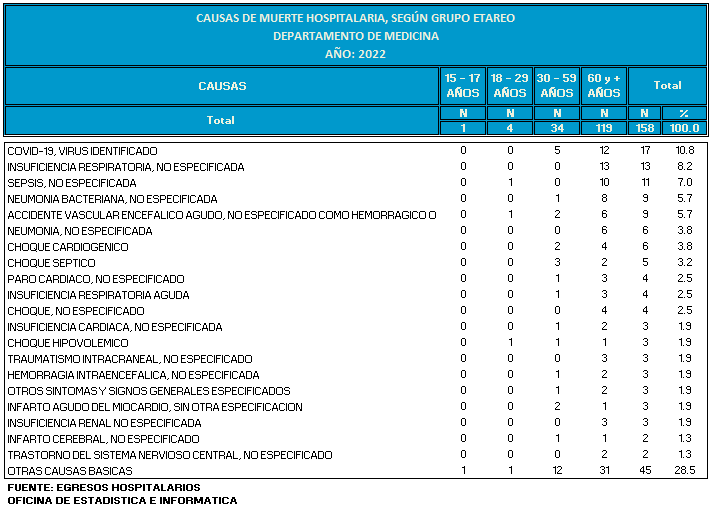 CAUSAS DE MUERTE HOSPITALARIA, SEGÚN GRUPO ETAREO
DEPARTAMENTO DE MEDICINA
AÑO: 2022
CAUSAS 15 – 17 AÑOS 18 – 29 AÑOS 30 – 59 AÑOS 60 y + AÑOS Total
N N N N N %
Total 1 4 34 119 158 100.0
COVID-19, VIRUS IDENTIFICADO 0 0 5 12 17 10.8
INSUFICIENCIA RESPIRATORIA, NO ESPECIFICADA 0 0 0 13 13 8.2
SEPSIS, NO ESPECIFICADA 0 1 0 10 11 7.0
NEUMONIA BACTERIANA, NO ESPECIFICADA 0 0 1 8 9 5.7
ACCIDENTE VASCULAR ENCEFALICO AGUDO, NO ESPECIFICADO COMO HEMORRAGICO O 0 1 2 6 9 5.7
NEUMONIA, NO ESPECIFICADA 0 0 0 6 6 3.8
CHOQUE CARDIOGENICO 0 0 2 4 6 3.8
CHOQUE SEPTICO 0 0 3 2 5 3.2
PARO CARDIACO, NO ESPECIFICADO 0 0 1 3 4 2.5
INSUFICIENCIA RESPIRATORIA AGUDA 0 0 1 3 4 2.5
CHOQUE, NO ESPECIFICADO 0 0 0 4 4 2.5
INSUFICIENCIA CARDIACA, NO ESPECIFICADA 0 0 1 2 3 1.9
CHOQUE HIPOVOLEMICO 0 1 1 1 3 1.9
TRAUMATISMO INTRACRANEAL, NO ESPECIFICADO 0 0 0 3 3 1.9
HEMORRAGIA INTRAENCEFALICA, NO ESPECIFICADA 0 0 1 2 3 1.9
OTROS SINTOMAS Y SIGNOS GENERALES ESPECIFICADOS 0 0 1 2 3 1.9
INFARTO AGUDO DEL MIOCARDIO, SIN OTRA ESPECIFICACION 0 0 2 1 3 1.9
INSUFICIENCIA RENAL NO ESPECIFICADA 0 0 0 3 3 1.9
INFARTO CEREBRAL, NO ESPECIFICADO 0 0 1 1 2 1.3
TRASTORNO DEL SISTEMA NERVIOSO CENTRAL, NO ESPECIFICADO 0 0 0 2 2 1.3
OTRAS CAUSAS BASICAS 1 1 12 31 45 28.5
FUENTE: EGRESOS HOSPITALARIOS
OFICINA DE ESTADISTICA E INFORMATICA